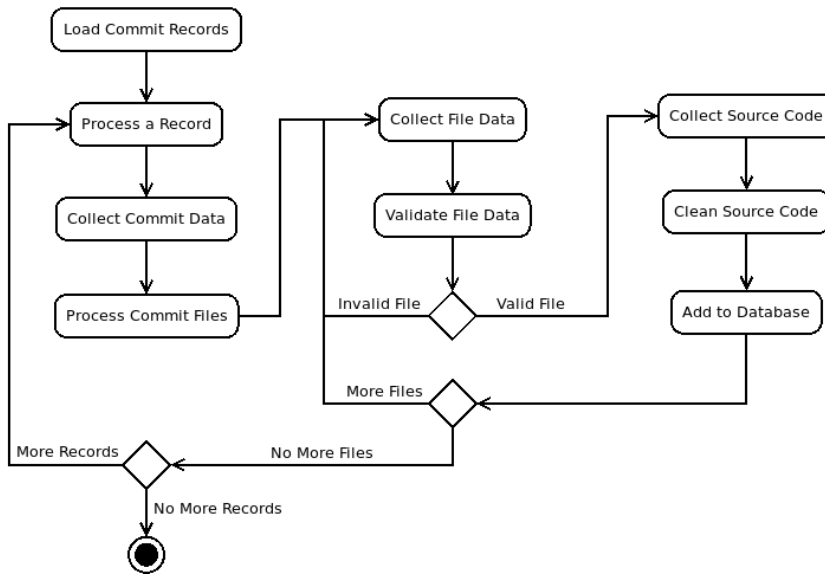 Load Commit Records
Process a Record
Collect Commit Data
Process Commit Files
Collect File Data
Validate File Data
Invalid File
Valid File
Collect Source Code
Clean Source Code
Add to Database
More Files
No More Files
More Records
No More Records